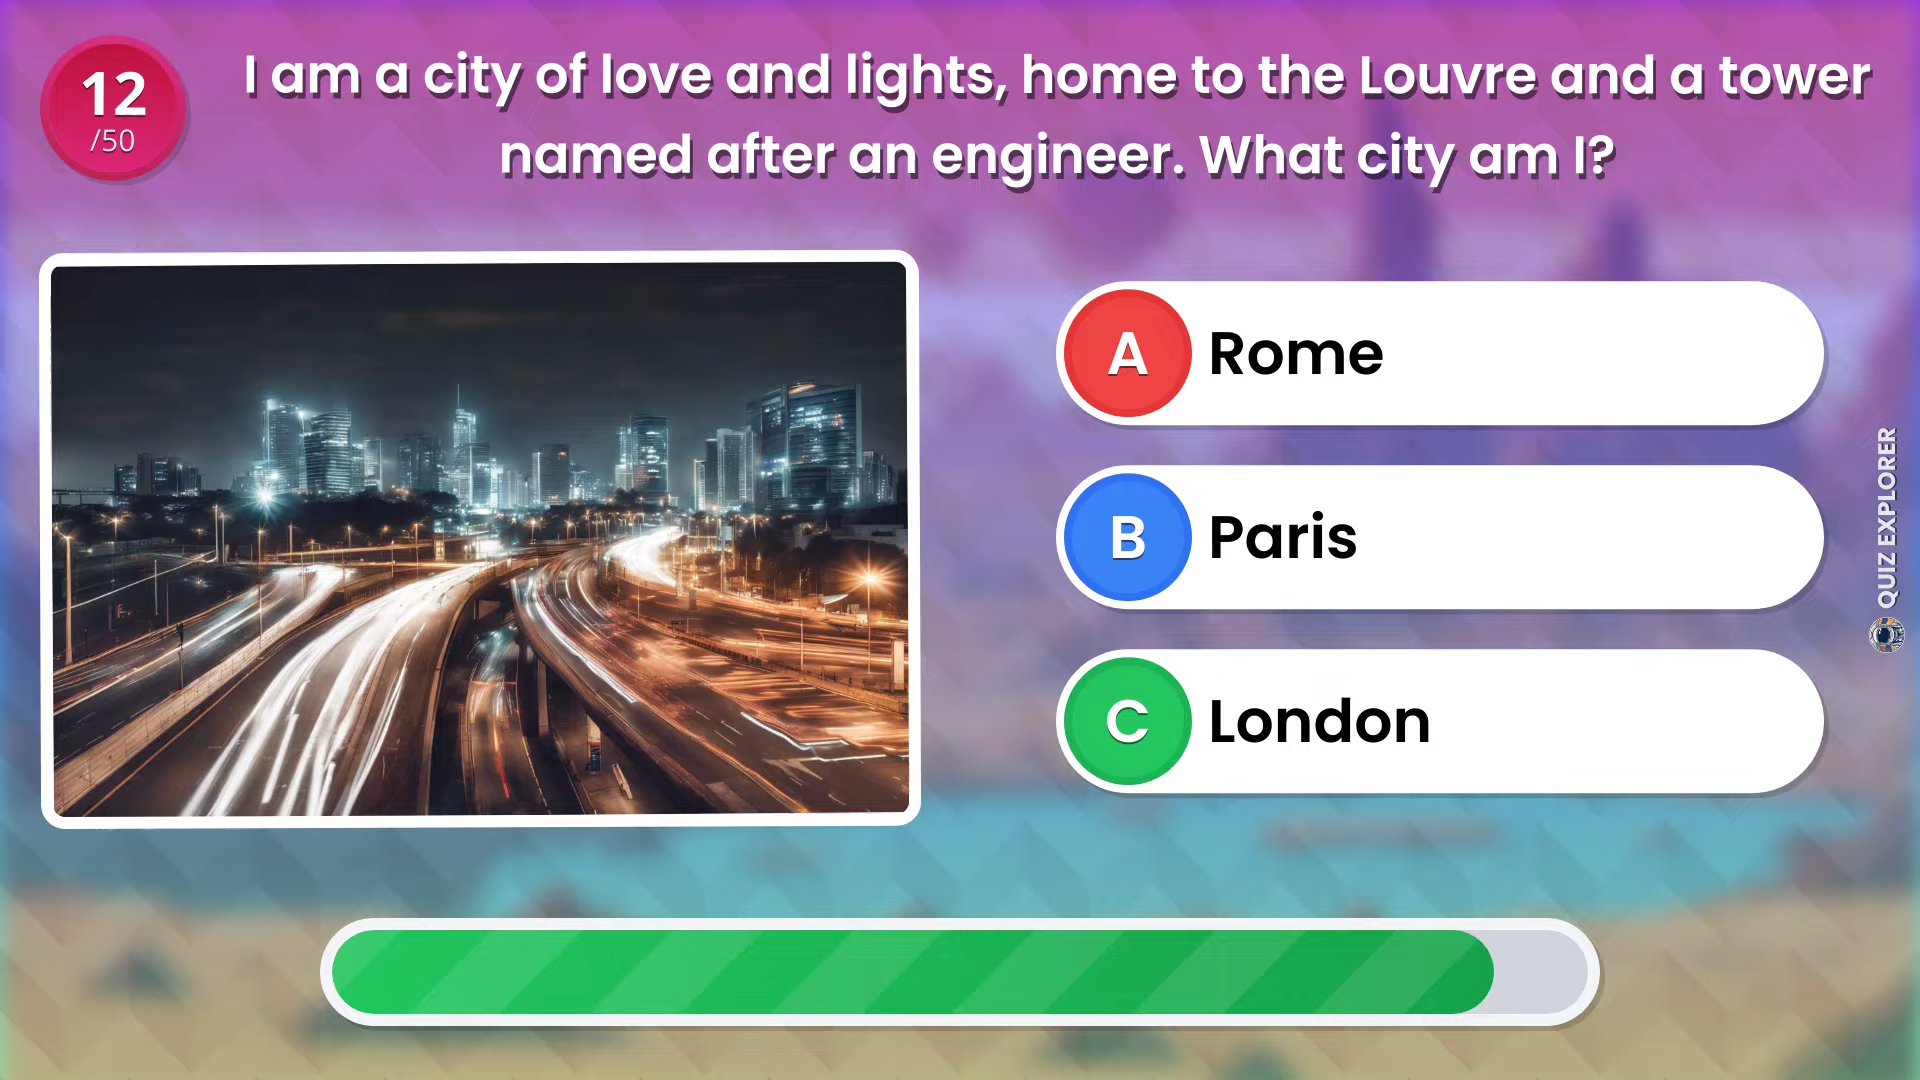 12
/50
I am a city of love and lights, home to the Louvre and a tower
named after an engineer. What city am I?
A Rome
B Paris
C London
QUIZ EXPLORER